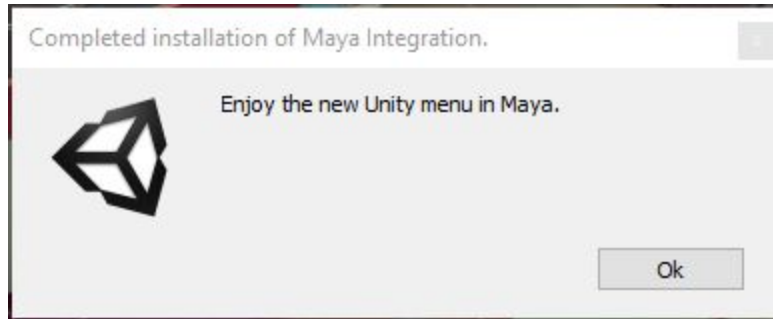 Completed installation of Maya Integration.
Enjoy the new Unity menu in Maya.
Ok